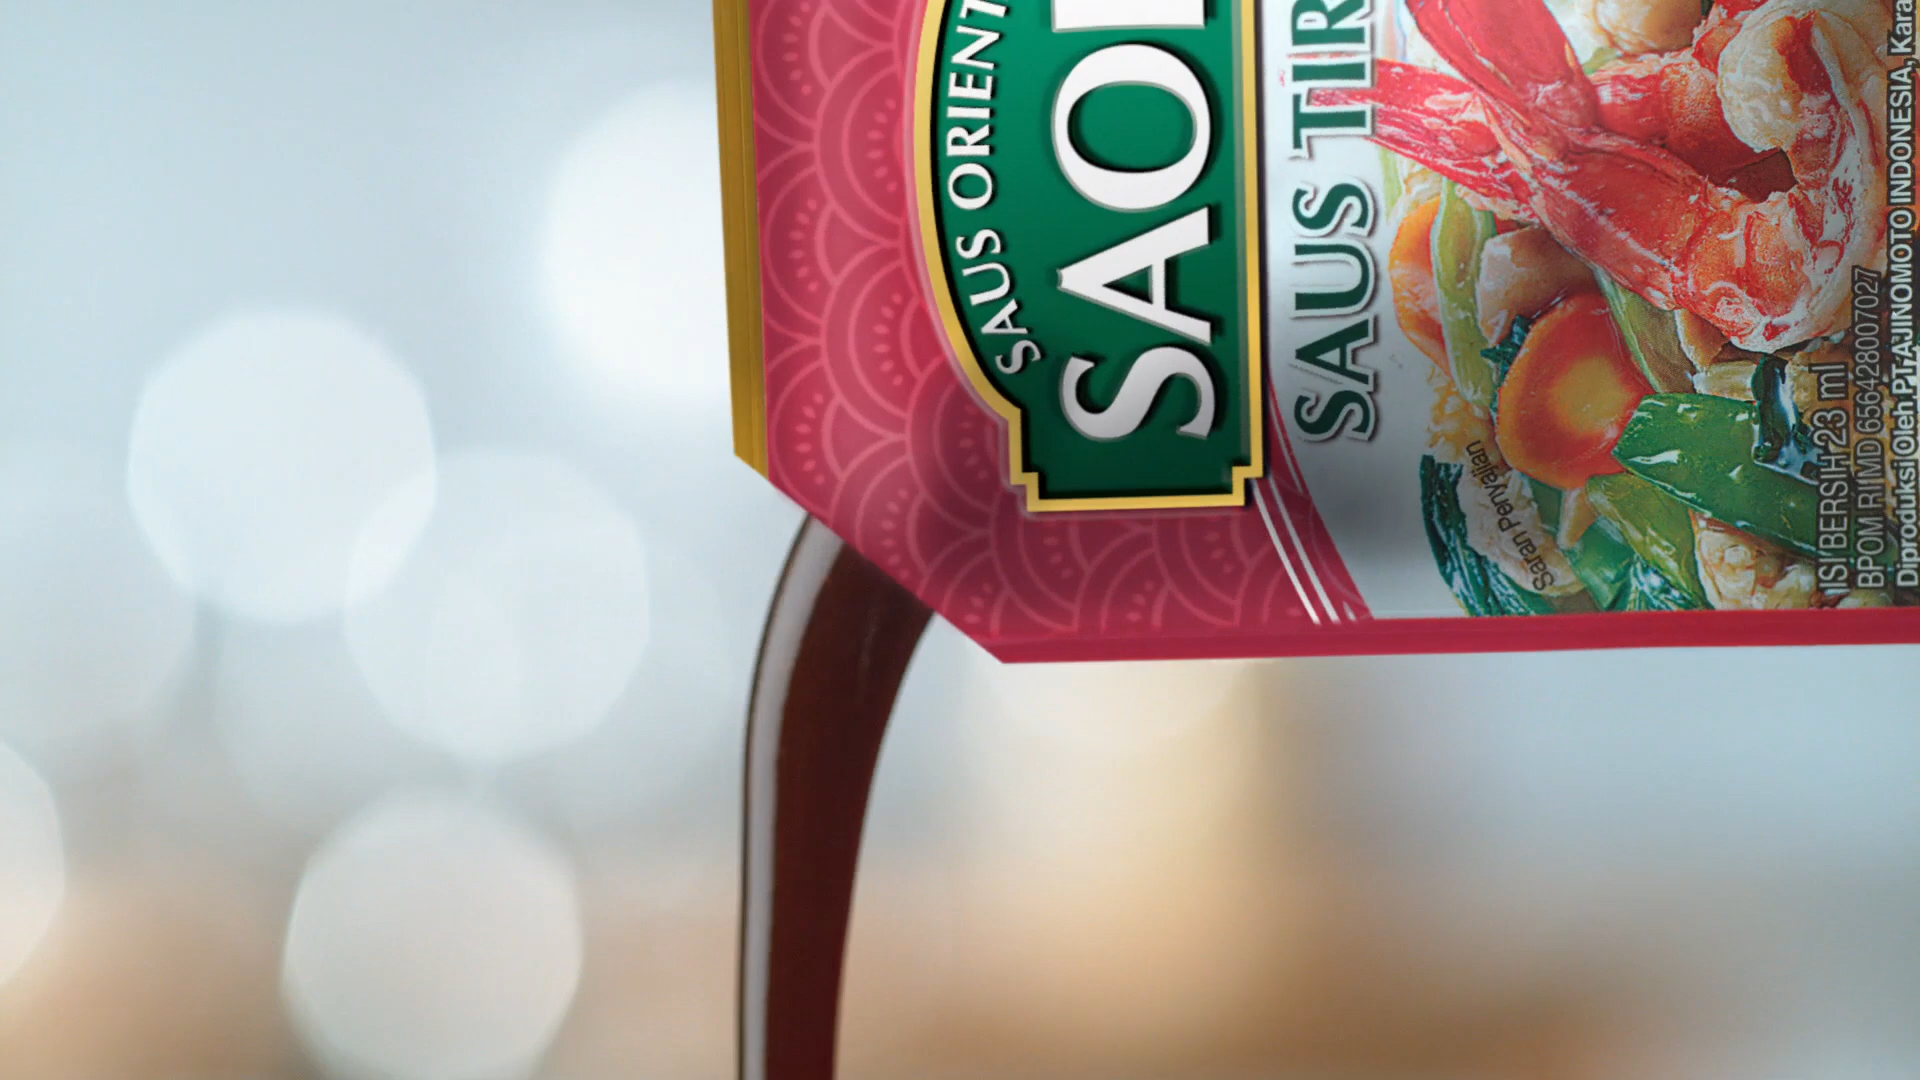 SAUS ORIENT
SAO
SAUS TIR
Saran Penyajian
ISI BERSIH 23 ml
BPOM RI MD 656428007027
Diproduksi Oleh PT AJINOMOTO INDONESIA, Kara